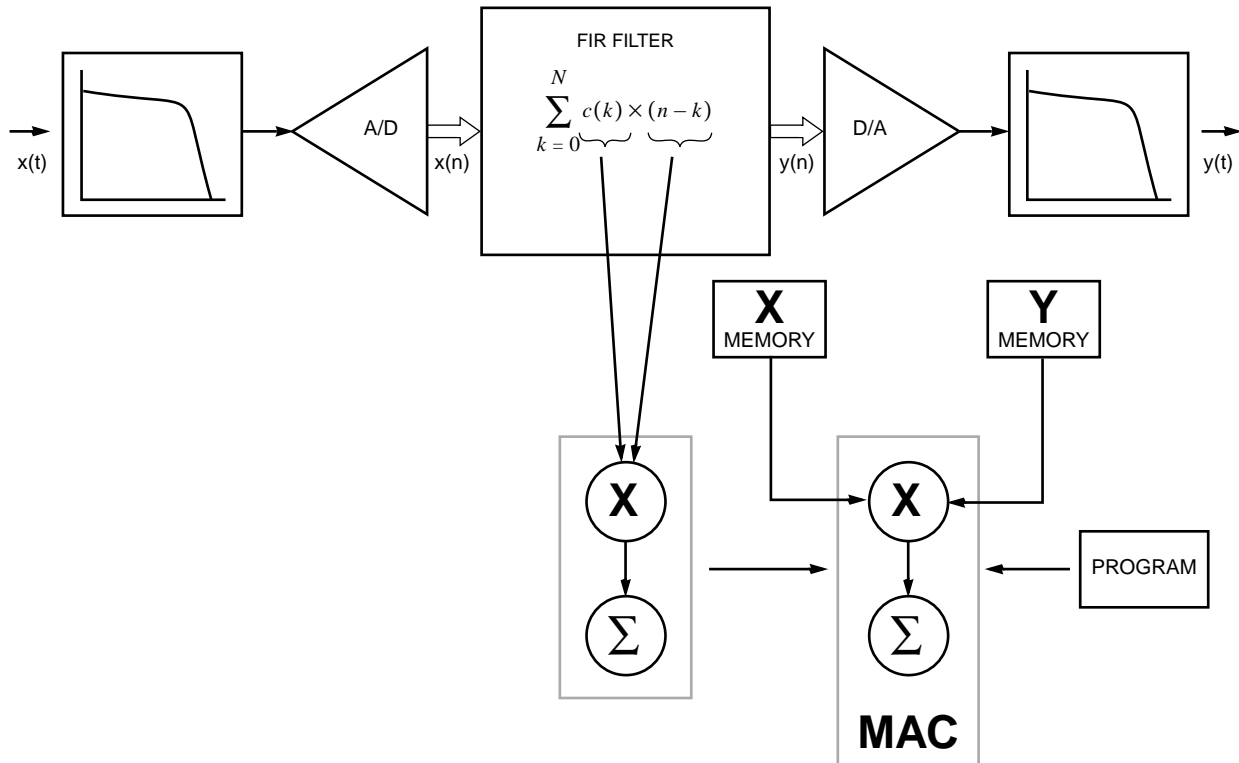 FIR FILTER
N
∑ c(k) × (n – k)
k = 0
A/D
D/A
x(t)
x(n)
y(n)
y(t)
X
MEMORY
Y
MEMORY
X
X
PROGRAM
Σ
Σ
MAC